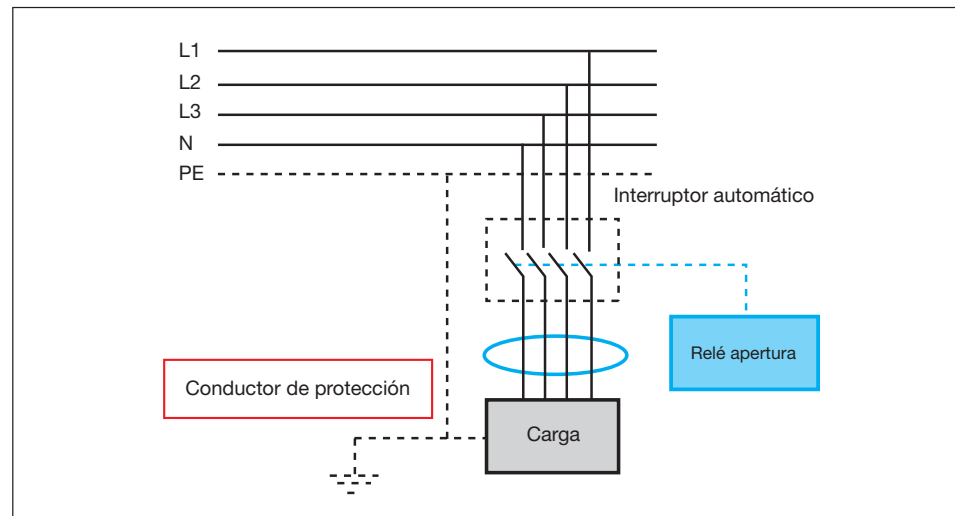 L1
L2
L3
N
PE
Interruptor automático
Relé apertura
Conductor de protección
Carga